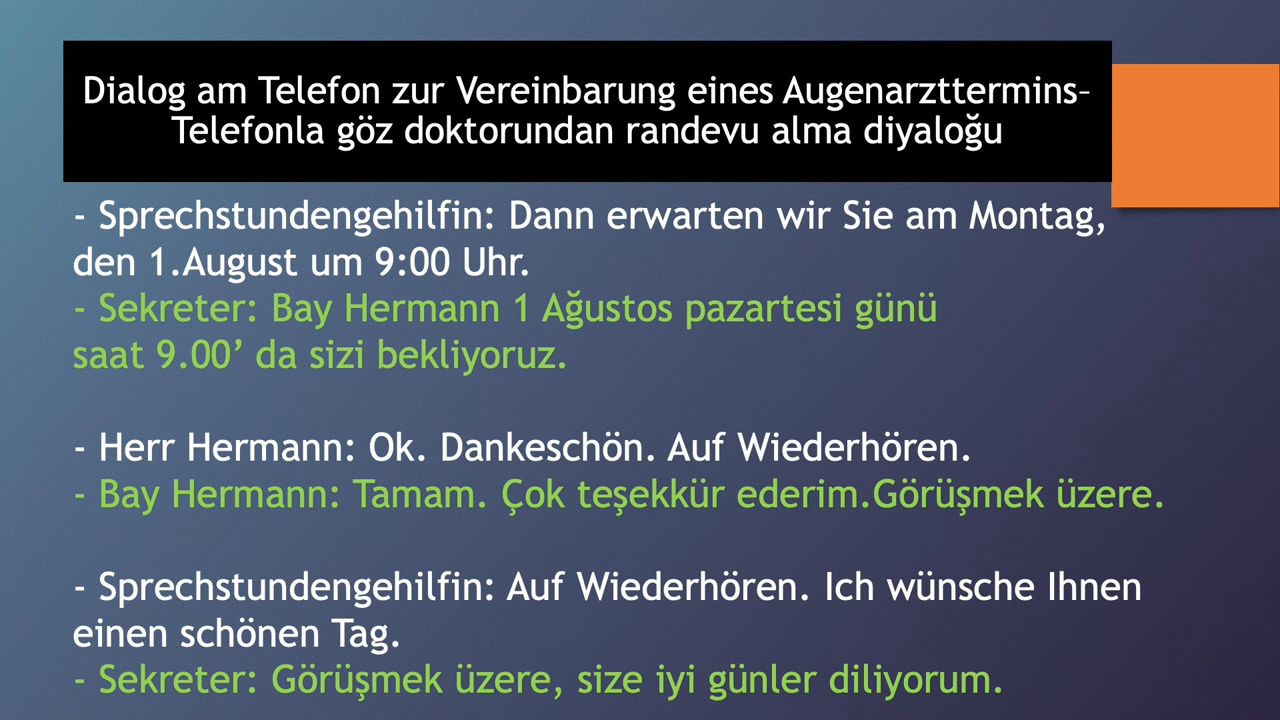 Dialog am Telefon zur Vereinbarung eines Augenarzttermins–
Telefonla göz doktorundan randevu alma diyaloğu
- Sprechstundengehilfin: Dann erwarten wir Sie am Montag,
den 1.August um 9:00 Uhr.
- Sekreter: Bay Hermann 1 Ağustos pazartesi günü
saat 9.00’ da sizi bekliyoruz.
- Herr Hermann: Ok. Dankeschön. Auf Wiederhören.
- Bay Hermann: Tamam. Çok teşekkür ederim.Görüşmek üzere.
- Sprechstundengehilfin: Auf Wiederhören. Ich wünsche Ihnen
einen schönen Tag.
- Sekreter: Görüşmek üzere, size iyi günler diliyorum.